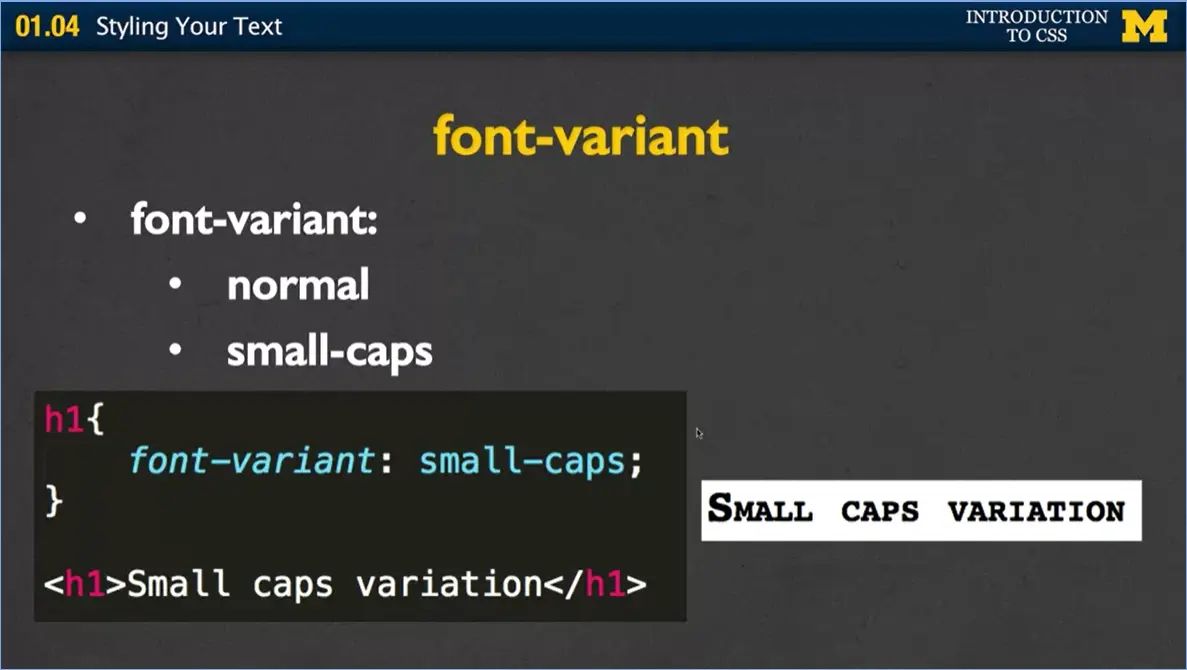 01.04 Styling Your Text
INTRODUCTION
TO CSS
M
font-variant
• font-variant:
• normal
• small-caps
h1{
font-variant: small-caps;
}
<h1>Small caps variation</h1>
SMALL CAPS VARIATION